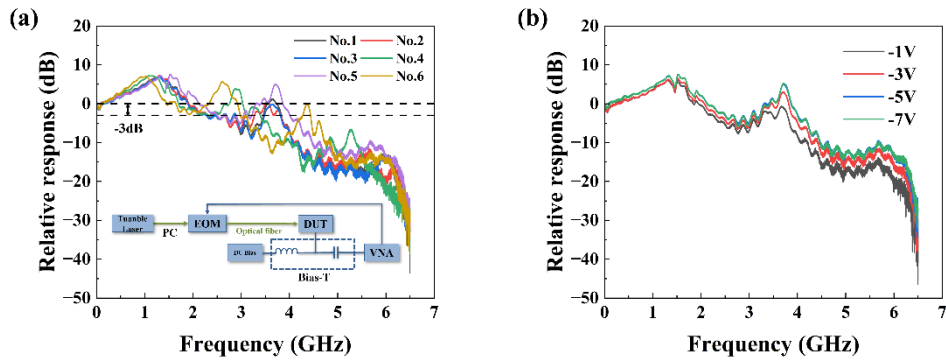 (a)
Relative response (dB)
20
10
0
−10
−20
−30
−40
50
No.1 No.2
No.3 No.4
No.5 No.6
-3dB
Tuanble
Laser
PC
EOM
Optical fiber
DUT
DC Bias
VNA
Bias-T
0 1 2 3 4 5 6 7
Frequency (GHz)
(b)
Relative response (dB)
20
10
0
−10
−20
−30
−40
50
-1V
-3V
-5V
-7V
0 1 2 3 4 5 6 7
Frequency (GHz)